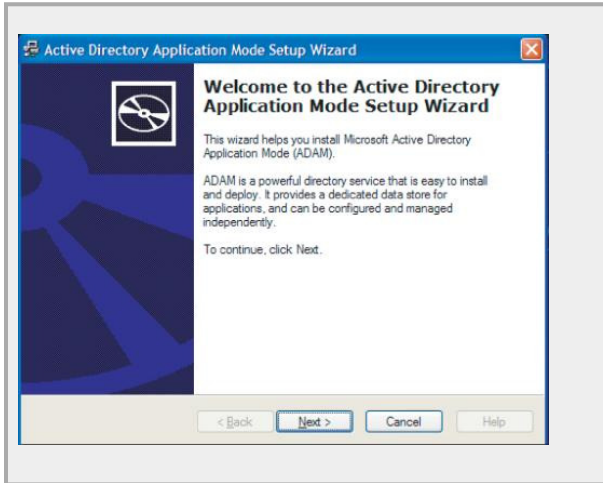 Active Directory Application Mode Setup Wizard
Welcome to the Active Directory
Application Mode Setup Wizard
This wizard helps you install Microsoft Active Directory
Application Mode (ADAM).
ADAM is a powerful directory service that is easy to install
and deploy. It provides a dedicated data store for
applications, and can be configured and managed
independently.
To continue, click Next.
< Back Next > Cancel Help